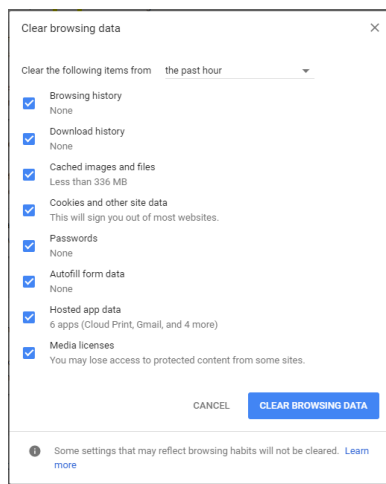 Clear browsing data
Clear the following items from the past hour
Browsing history
None
Download history
None
Cached images and files
Less than 336 MB
Cookies and other site data
This will sign you out of most websites.
Passwords
None
Autofill form data
None
Hosted app data
6 apps (Cloud Print, Gmail, and 4 more)
Media licenses
You may lose access to protected content from some sites.
CANCEL CLEAR BROWSING DATA
Some settings that may reflect browsing habits will not be cleared. Learn
more